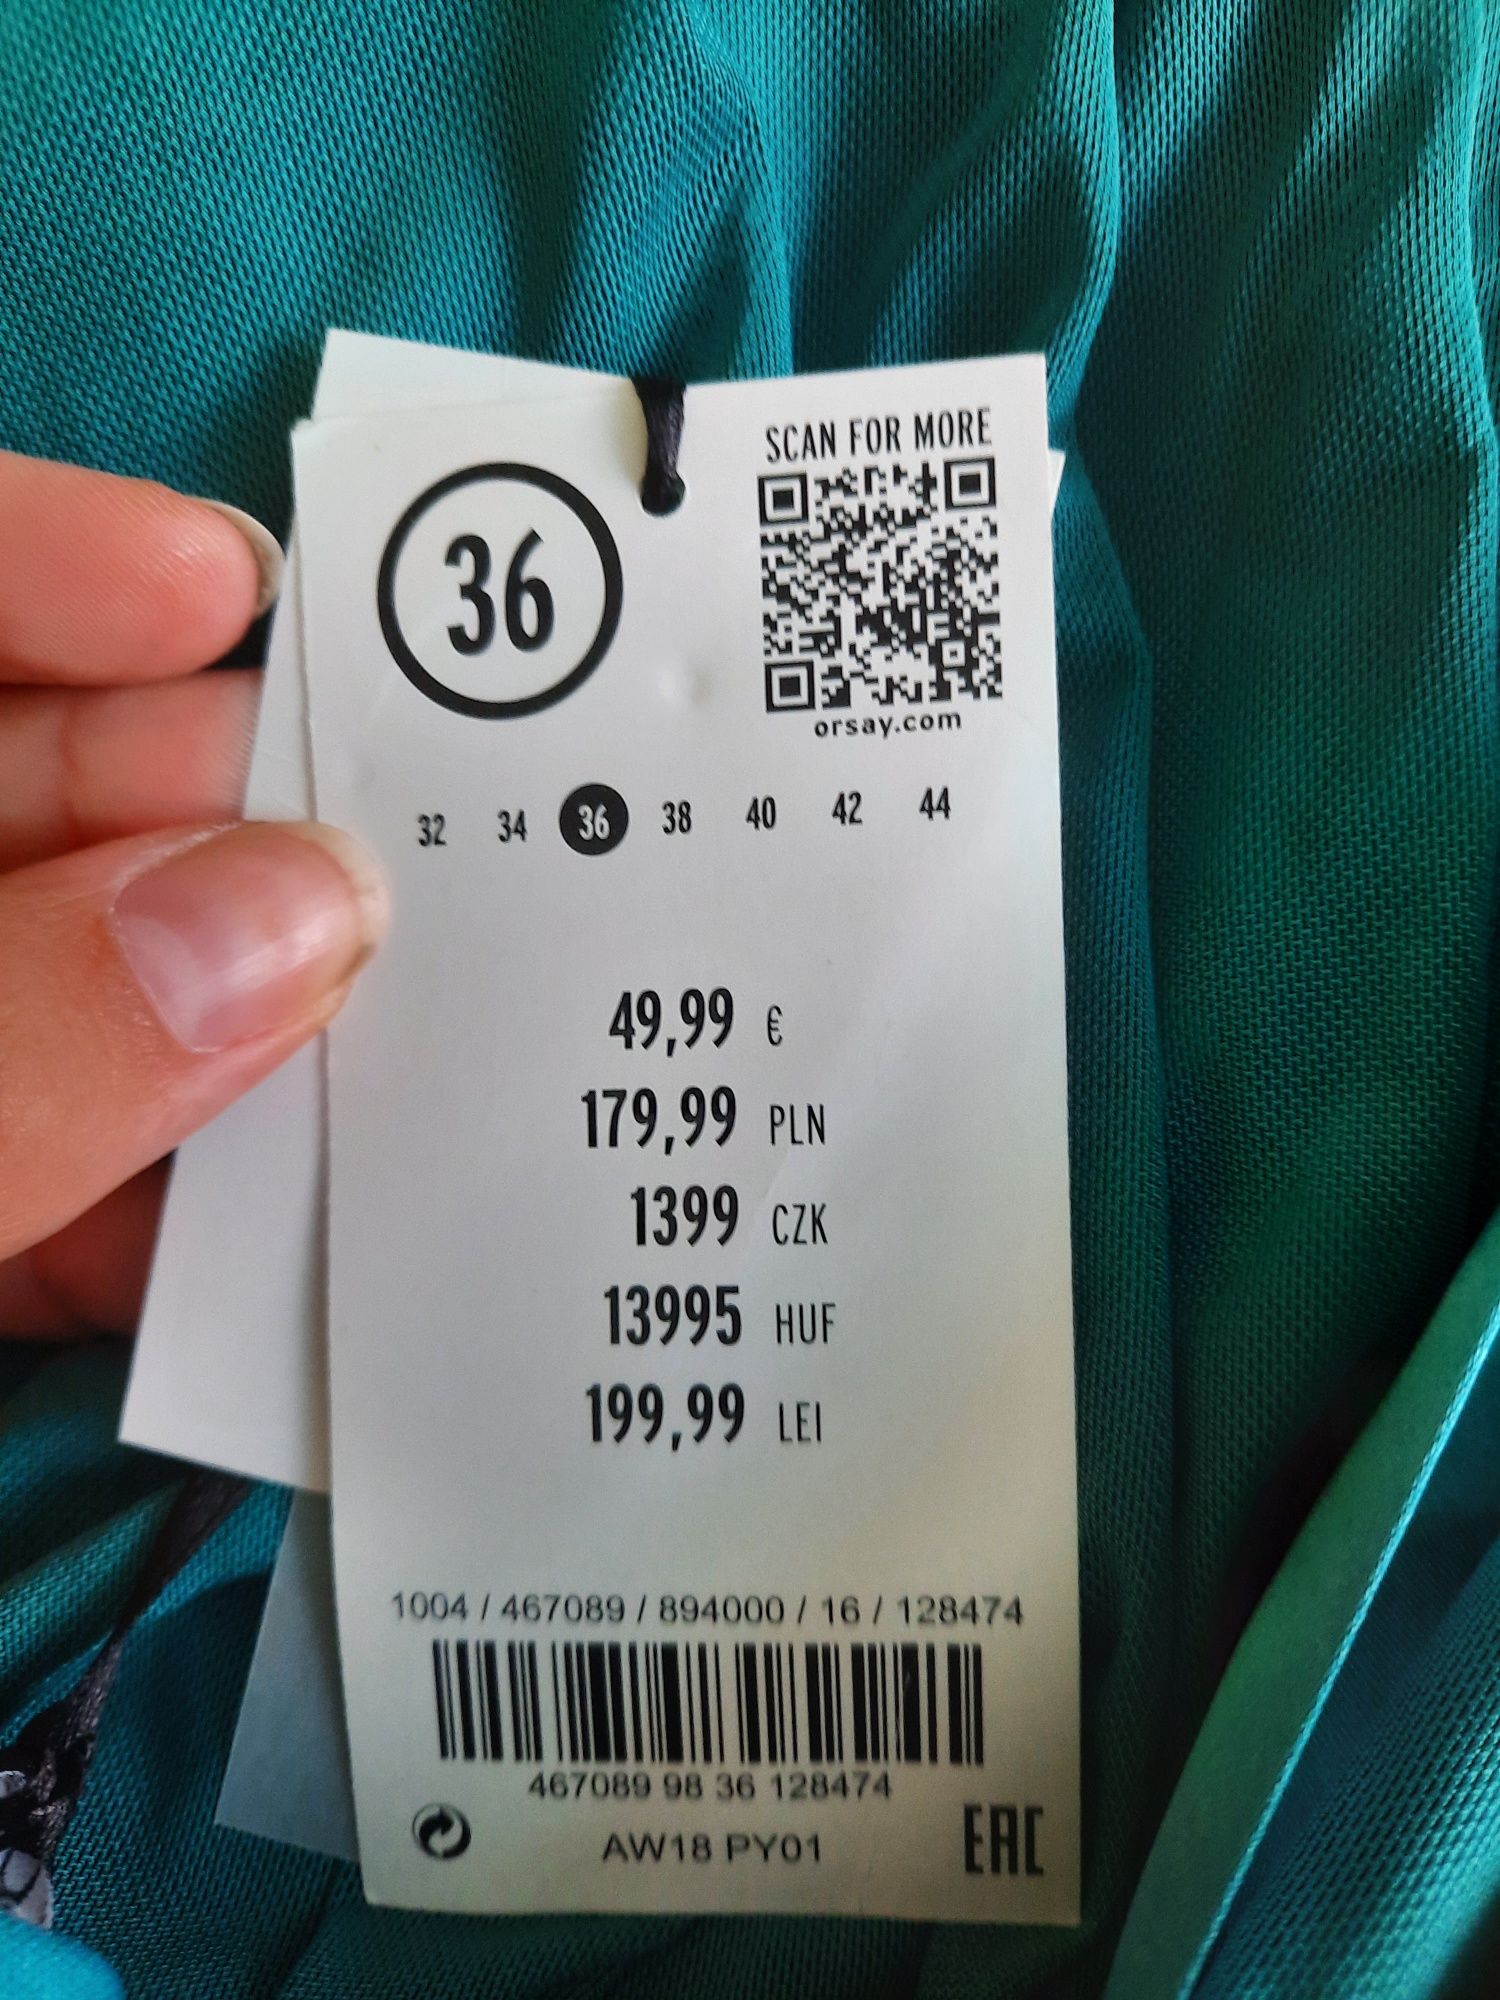 SCAN FOR MORE
36
orsay.com
32 34 36 38 40 42 44
49,99 €
179,99 PLN
1399 CZK
13995 HUF
199,99 LEI
1004 / 467089 / 894000 / 16 / 128474
467089 98 36 128474
AW18 PY01
EAC